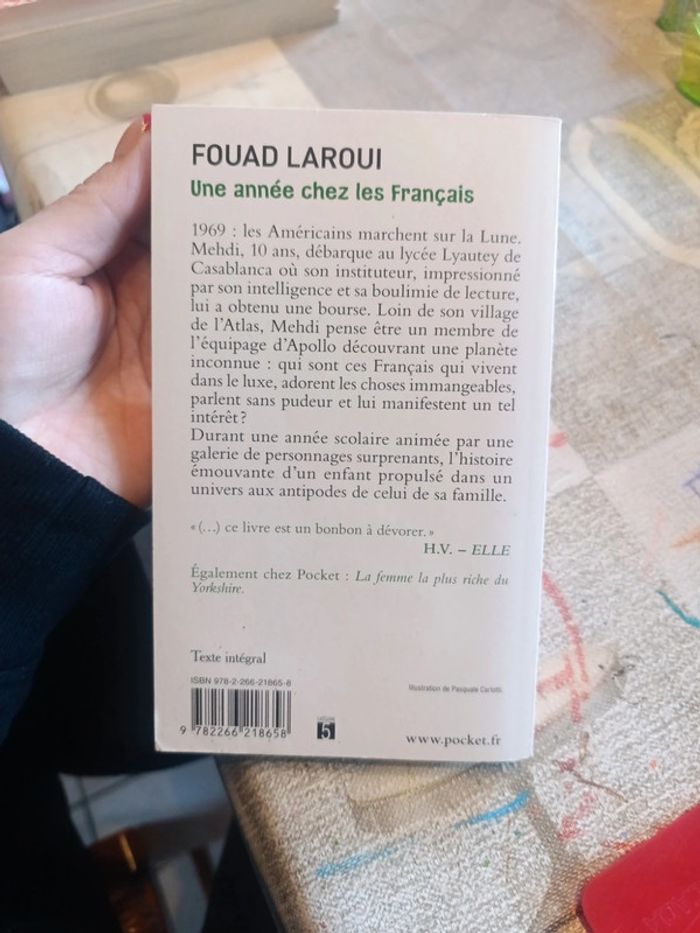 FOUAD LAROUI
Une année chez les Français
1969 : les Américains marchent sur la Lune.
Mehdi, 10 ans, débarque au lycée Lyautey de
Casablanca où son instituteur, impressionné
par son intelligence et sa boulimie de lecture,
lui a obtenu une bourse. Loin de son village
de l'Atlas, Mehdi pense être un membre de
l'équipage d'Apollo découvrant une planète
inconnue : qui sont ces Français qui vivent
dans le luxe, adorent les choses immangeables,
parlent sans pudeur et lui manifestent un tel
intérêt ?
Durant une année scolaire animée par une
galerie de personnages surprenants, l'histoire
émouvante d'un enfant propulsé dans un
univers aux antipodes de celui de sa famille.
« (…) ce livre est un bonbon à dévorer. »
H.V. – ELLE
Également chez Pocket : La femme la plus riche du
Yorkshire.
Texte intégral
ISBN 978-2-266-21865-8
Illustration de Pasquale Carlotti.
9 782266 218658
5
www.pocket.fr